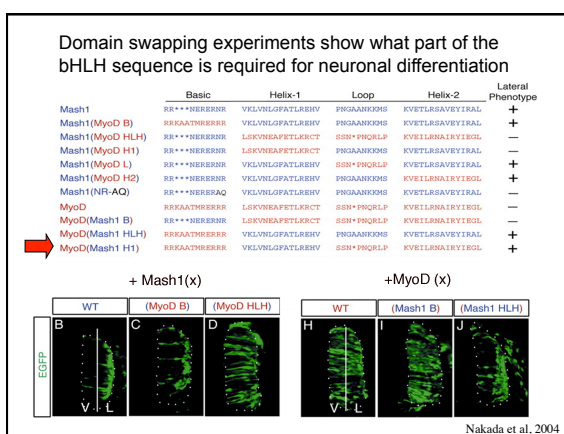 Domain swapping experiments show what part of the
bHLH sequence is required for neuronal differentiation
Basic Helix-1 Loop Helix-2 Lateral Phenotype
Mash1 RR***NERERNR VKLVNLGFATLREHV PNGAANKKMS KVETLRSAVEYIRAL +
Mash1(MyoD B) RRKAATMRERRR VKLVNLGFATLREHV PNGAANKKMS KVETLRSAVEYIRAL +
Mash1(MyoD HLH) RR***NERERNR LSKVNEAFETLKRCT SSN*PNQRLP KVEILRNAIRYIEGL —
Mash1(MyoD H1) RR***NERERNR LSKVNEAFETLKRCT PNGAANKKMS KVETLRSAVEYIRAL —
Mash1(MyoD L) RR***NERERNR VKLVNLGFATLREHV SSN*PNQRLP KVETLRSAVEYIRAL +
Mash1(MyoD H2) RR***NERERNR VKLVNLGFATLREHV PNGAANKKMS KVEILRNAIRYIEGL +
Mash1(NR-AQ) RR***NERERAQ VKLVNLGFATLREHV PNGAANKKMS KVETLRSAVEYIRAL —
MyoD RRKAATMRERRR LSKVNEAFETLKRCT SSN*PNQRLP KVEILRNAIRYIEGL —
MyoD(Mash1 B) RR***NERERNR LSKVNEAFETLKRCT SSN*PNQRLP KVEILRNAIRYIEGL —
MyoD(Mash1 HLH) RRKAATMRERRR VKLVNLGFATLREHV PNGAANKKMS KVETLRSAVEYIRAL +
MyoD(Mash1 H1) RRKAATMRERRR VKLVNLGFATLREHV SSN*PNQRLP KVEILRNAIRYIEGL +
+ Mash1(x) +MyoD (x)
WT (MyoD B) (MyoD HLH) WT (Mash1 B) (Mash1 HLH)
B C D H I J
EGFP
V L V L
Nakada et al, 2004